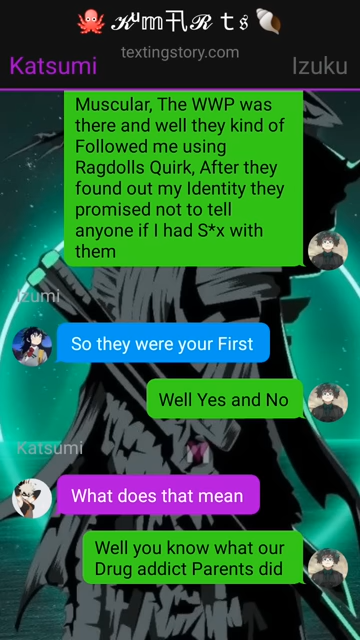 textingstory.com
Katsumi
Izuku
Muscular, The WWP was
there and well they kind of
Followed me using
Ragdolls Quirk, After they
found out my Identity they
promised not to tell
anyone if I had S*x with
them
Izumi
So they were your First
Well Yes and No
Katsumi
What does that mean
Well you know what our
Drug addict Parents did